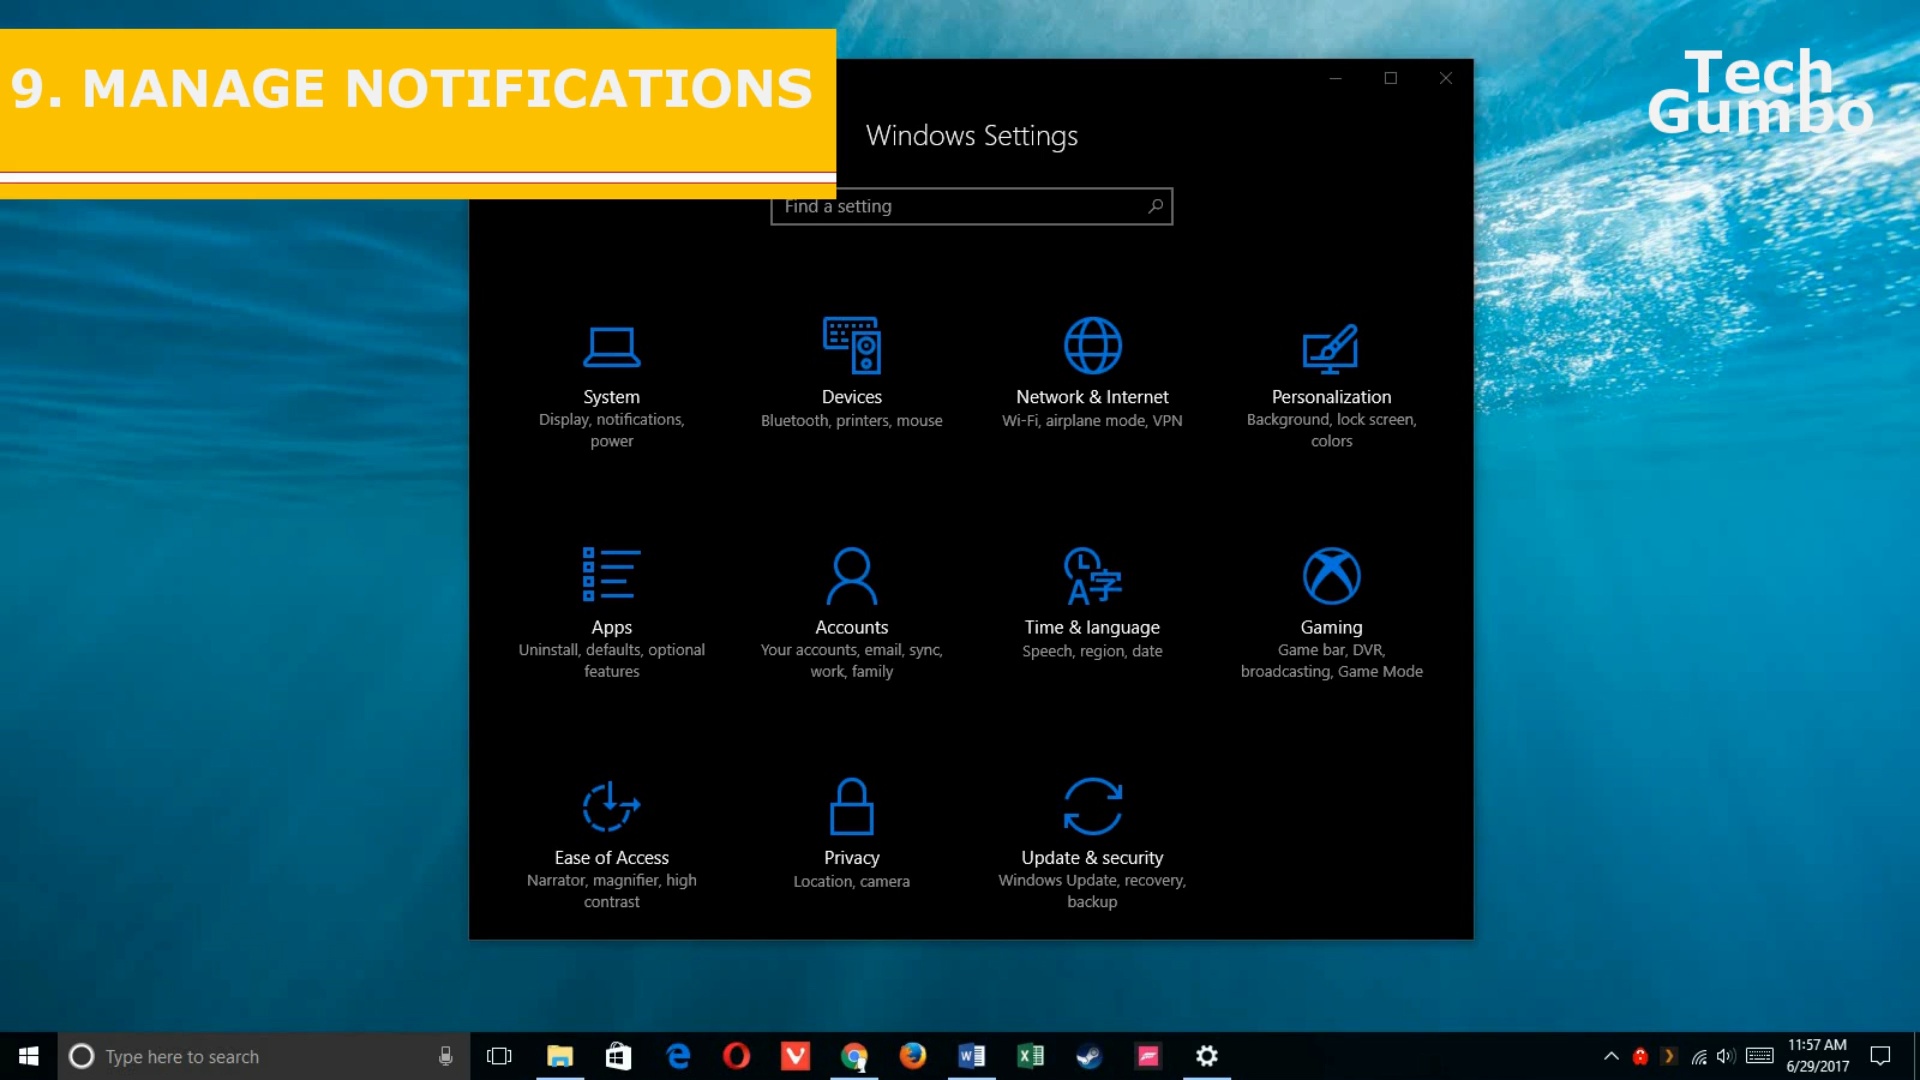 9. MANAGE NOTIFICATIONS
Tech
Gumbo
Windows Settings
Find a setting
System
Display, notifications,
power
Devices
Bluetooth, printers, mouse
Network & Internet
Wi-Fi, airplane mode, VPN
Personalization
Background, lock screen,
colors
Apps
Uninstall, defaults, optional
features
Accounts
Your accounts, email, sync,
work, family
Time & language
Speech, region, date
Gaming
Game bar, DVR,
broadcasting, Game Mode
Ease of Access
Narrator, magnifier, high
contrast
Privacy
Location, camera
Update & security
Windows Update, recovery,
backup
Type here to search
11:57 AM
6/29/2017